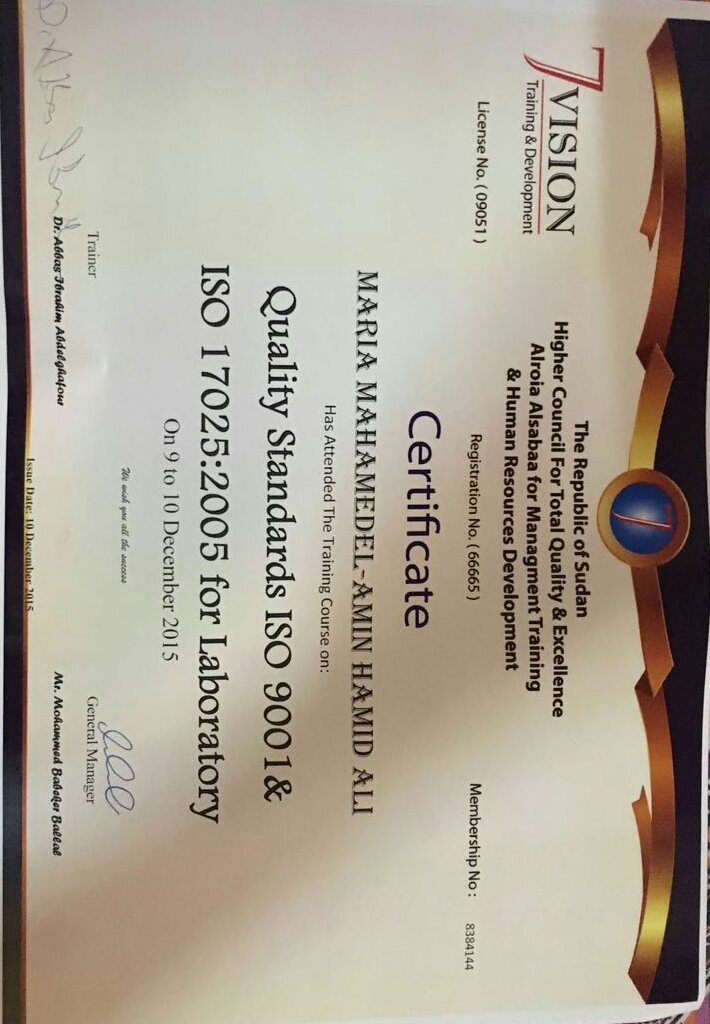 7
VISION
Training & Development
License No. ( 09051 )
The Republic of Sudan
Higher Council For Total Quality & Excellence
Alroia Alsabaa for Managment Training
& Human Resources Development
Registration No. ( 66665 )
Membership No : 8384144
7
Certificate
MARIA MAHAMEDEL-AMIN HAMID ALI
Has Attended The Training Course on:
Quality Standards ISO 9001&
ISO 17025:2005 for Laboratory
On 9 to 10 December 2015
We wish you all the success
Trainer
Dr. Abbas Ibrahim Abdelghafour
General Manager
Mr. Mohammed Babeker Ballal
Issue Date: 10 December 2015